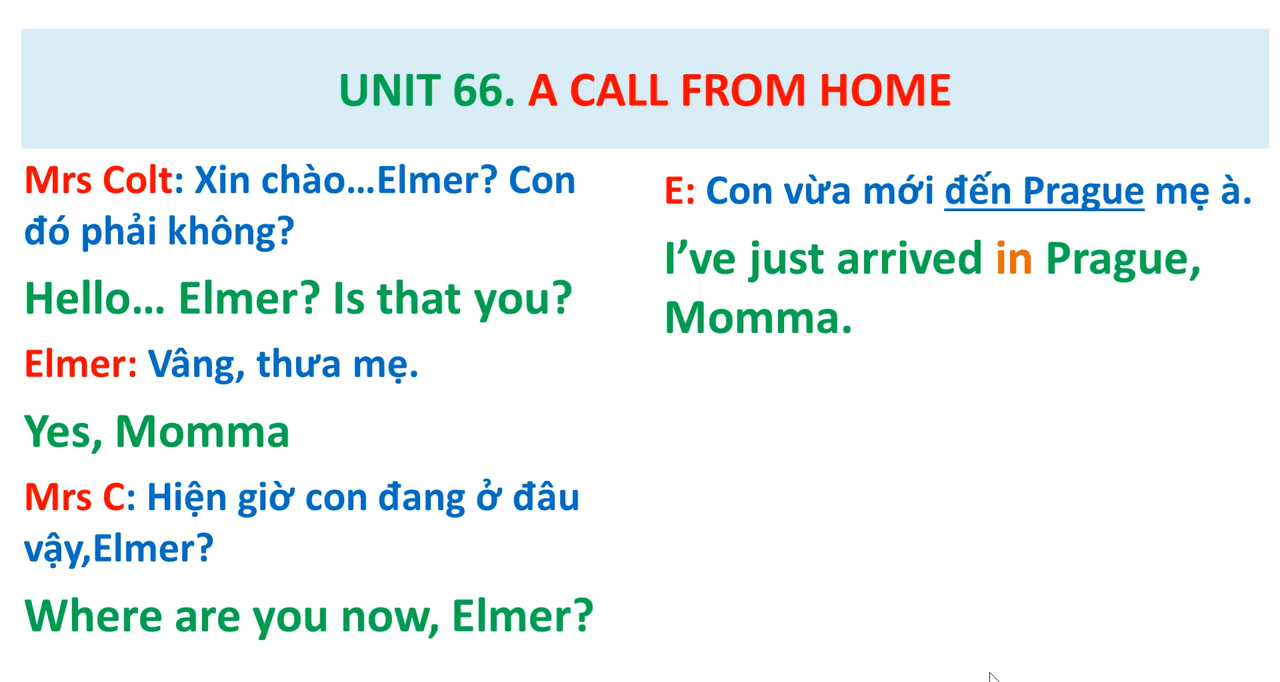 UNIT 66. A CALL FROM HOME
Mrs Colt: Xin chào...Elmer? Con
đó phải không?
Hello... Elmer? Is that you?
Elmer: Vâng, thưa mẹ.
Yes, Momma
Mrs C: Hiện giờ con đang ở đâu
vậy,Elmer?
Where are you now, Elmer?
E: Con vừa mới đến Prague mẹ à.
I’ve just arrived in Prague,
Momma.